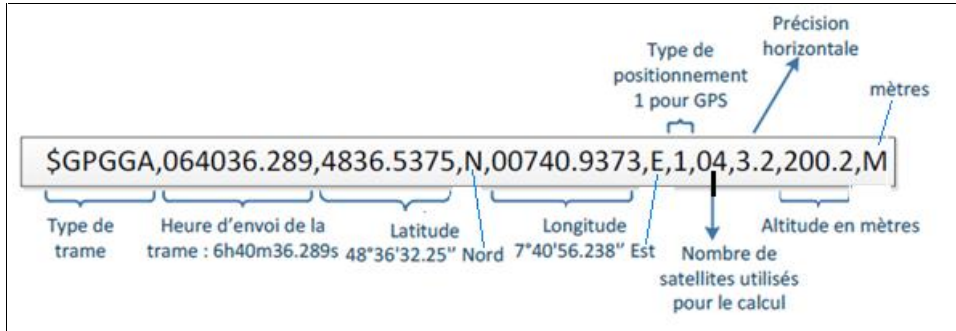 Précision
horizontale
Type de
positionnement
1 pour GPS
mètres
$GPGGA,064036.289,4836.5375,N,00740.9373,E,1,04,3.2,200.2,M
Type de
trame
Heure d'envoi de la
trame : 6h40m36.289s
Latitude
48°36'32.25" Nord
Longitude
7°40'56.238" Est
Nombre de
satellites utilisés
pour le calcul
Altitude en mètres